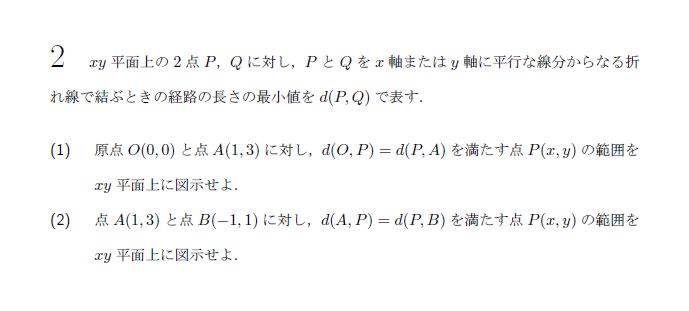 2 xy 平面上の 2 点 P，Q に対し，P と Q を x 軸または y 軸に平行な線分からなる折
れ線で結ぶときの経路の長さの最小値を d(P, Q) で表す．
(1) 原点 O(0, 0) と点 A(1, 3) に対し，d(O, P) = d(P, A) を満たす点 P(x, y) の範囲を
xy 平面上に図示せよ．
(2) 点 A(1, 3) と点 B(−1, 1) に対し，d(A, P) = d(P, B) を満たす点 P(x, y) の範囲を
xy 平面上に図示せよ．